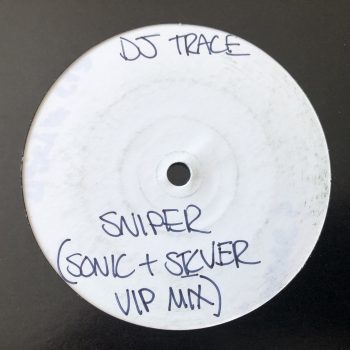 DJ TRACE
SNIPER
(SONIC + SILVER
VIP MIX)